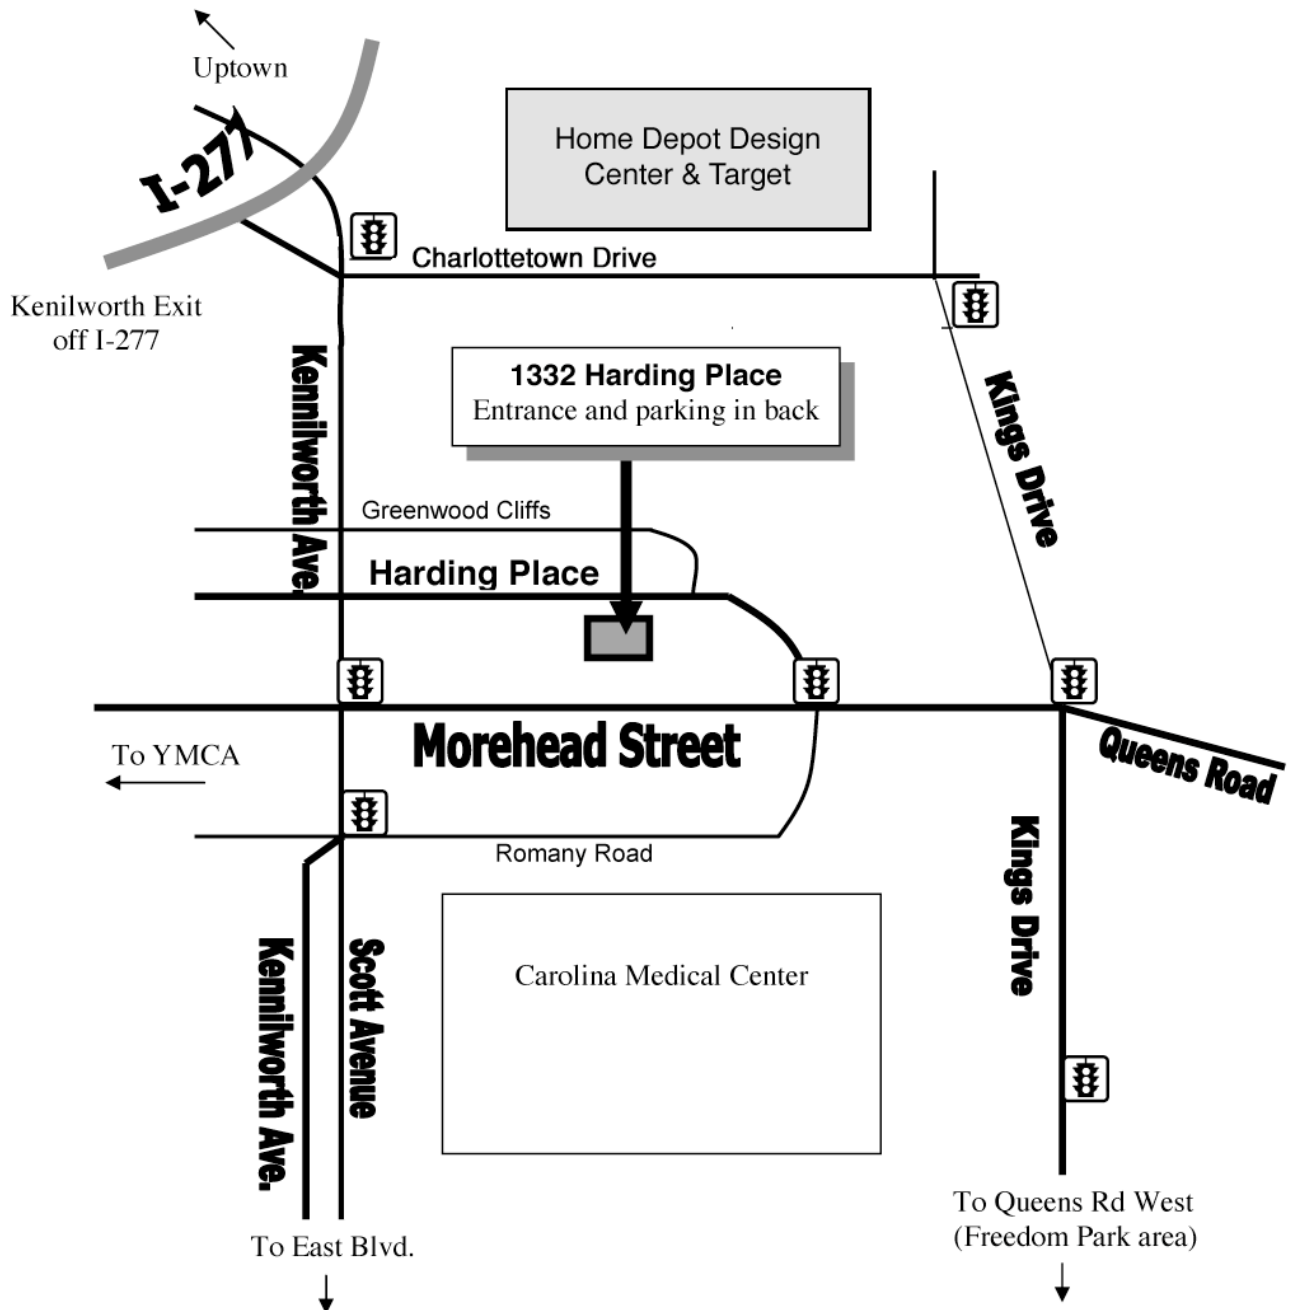 Uptown
I-277
Home Depot Design
Center & Target
Charlottetown Drive
Kenilworth Exit
off I-277
Kennilworth Ave.
1332 Harding Place
Entrance and parking in back
Kings Drive
Greenwood Cliffs
Harding Place
Morehead Street
To YMCA
Queens Road
Romany Road
Kings Drive
Kennilworth Ave.
Scott Avenue
Carolina Medical Center
To Queens Rd West
(Freedom Park area)
To East Blvd.